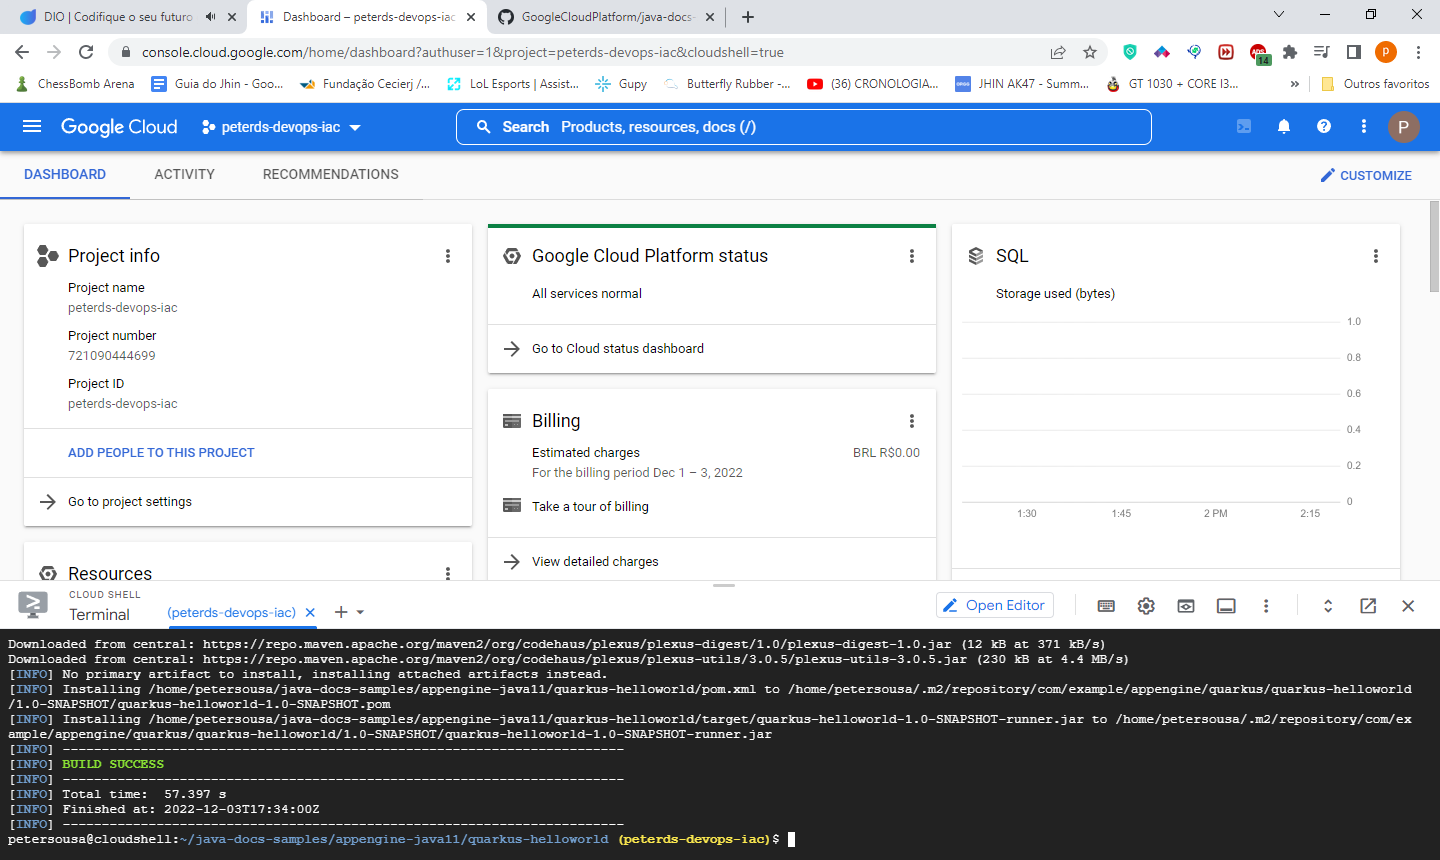 DIO | Codifique o seu futuro
Dashboard – peterds-devops-iac
GoogleCloudPlatform/java-docs-
console.cloud.google.com/home/dashboard?authuser=1&project=peterds-devops-iac&cloudshell=true
14
P
ChessBomb Arena
Guia do Jhin - Goo...
Fundação Cecierj /...
LoL Esports | Assist...
Gupy
Butterfly Rubber -...
(36) CRONOLOGIA...
JHIN AK47 - Summ...
GT 1030 + CORE I3...
»
Outros favoritos
Google Cloud
peterds-devops-iac
Search Products, resources, docs (/)
P
DASHBOARD
ACTIVITY
RECOMMENDATIONS
CUSTOMIZE
Project info
Project name
peterds-devops-iac
Project number
721090444699
Project ID
peterds-devops-iac
ADD PEOPLE TO THIS PROJECT
Go to project settings
Resources
Google Cloud Platform status
All services normal
Go to Cloud status dashboard
Billing
Estimated charges
BRL R$0.00
For the billing period Dec 1 – 3, 2022
Take a tour of billing
View detailed charges
SQL
Storage used (bytes)
1.0
0.8
0.6
0.4
0.2
0
1:30
1:45
2 PM
2:15
CLOUD SHELL
Terminal
(peterds-devops-iac)
Open Editor
Downloaded from central: https://repo.maven.apache.org/maven2/org/codehaus/plexus/plexus-digest/1.0/plexus-digest-1.0.jar (12 kB at 371 kB/s)
Downloaded from central: https://repo.maven.apache.org/maven2/org/codehaus/plexus/plexus-utils/3.0.5/plexus-utils-3.0.5.jar (230 kB at 4.4 MB/s)
[INFO] No primary artifact to install, installing attached artifacts instead.
[INFO] Installing /home/petersousa/java-docs-samples/appengine-java11/quarkus-helloworld/pom.xml to /home/petersousa/.m2/repository/com/example/appengine/quarkus/quarkus-helloworld
/1.0-SNAPSHOT/quarkus-helloworld-1.0-SNAPSHOT.pom
[INFO] Installing /home/petersousa/java-docs-samples/appengine-java11/quarkus-helloworld/target/quarkus-helloworld-1.0-SNAPSHOT-runner.jar to /home/petersousa/.m2/repository/com/ex
ample/appengine/quarkus/quarkus-helloworld/1.0-SNAPSHOT/quarkus-helloworld-1.0-SNAPSHOT-runner.jar
[INFO] ------------------------------------------------------------------------
[INFO] BUILD SUCCESS
[INFO] ------------------------------------------------------------------------
[INFO] Total time:  57.397 s
[INFO] Finished at: 2022-12-03T17:34:00Z
[INFO] ------------------------------------------------------------------------
petersousa@cloudshell:~/java-docs-samples/appengine-java11/quarkus-helloworld (peterds-devops-iac)$